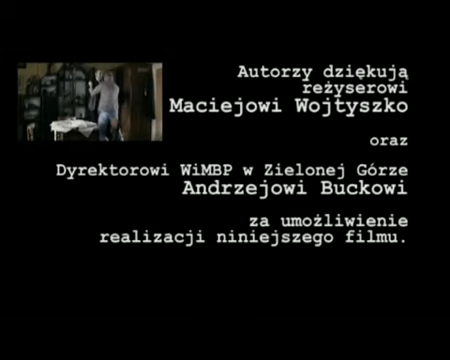 Autorzy dziękują
reżyserowi
Maciejowi Wojtyszko
oraz
Dyrektorowi WiMBP w Zielonej Górze
Andrzejowi Buckowi
za umożliwienie
realizacji niniejszego filmu.